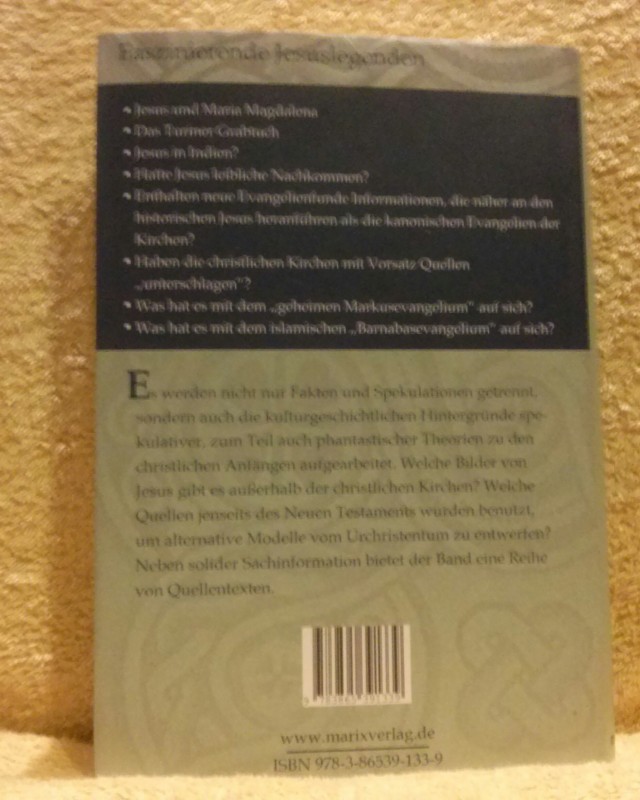 Faszinierende Jesuslegenden
• Jesus und Maria Magdalena
• Das Turiner Grabtuch
• Jesus in Indien?
• Hatte Jesus leibliche Nachkommen?
• Enthalten neue Evangelienfunde Informationen, die näher an den
historischen Jesus heranführen als die kanonischen Evangelien der
Kirchen?
• Haben die christlichen Kirchen mit Vorsatz Quellen
„unterschlagen“?
• Was hat es mit dem „geheimen Markusevangelium“ auf sich?
• Was hat es mit dem islamischen „Barnabasevangelium“ auf sich?
Es werden nicht nur Fakten und Spekulationen getrennt,
sondern auch die kulturgeschichtlichen Hintergründe spe-
kulativer, zum Teil auch phantastischer Theorien zu den
christlichen Anfängen aufgearbeitet. Welche Bilder von
Jesus gibt es außerhalb der christlichen Kirchen? Welche
Quellen jenseits des Neuen Testaments wurden benutzt,
um alternative Modelle vom Urchristentum zu entwerfen?
Neben solider Sachinformation bietet der Band eine Reihe
von Quellentexten.
www.marixverlag.de
ISBN 978-3-86539-133-9